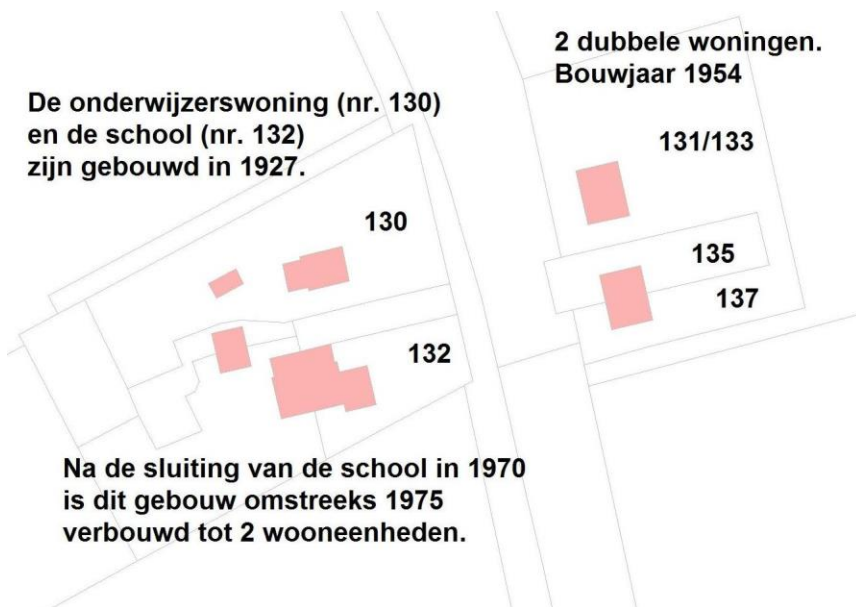 2 dubbele woningen.
Bouwjaar 1954
De onderwijzerswoning (nr. 130)
en de school (nr. 132)
zijn gebouwd in 1927.
131/133
130
135
137
132
Na de sluiting van de school in 1970
is dit gebouw omstreeks 1975
verbouwd tot 2 wooneenheden.